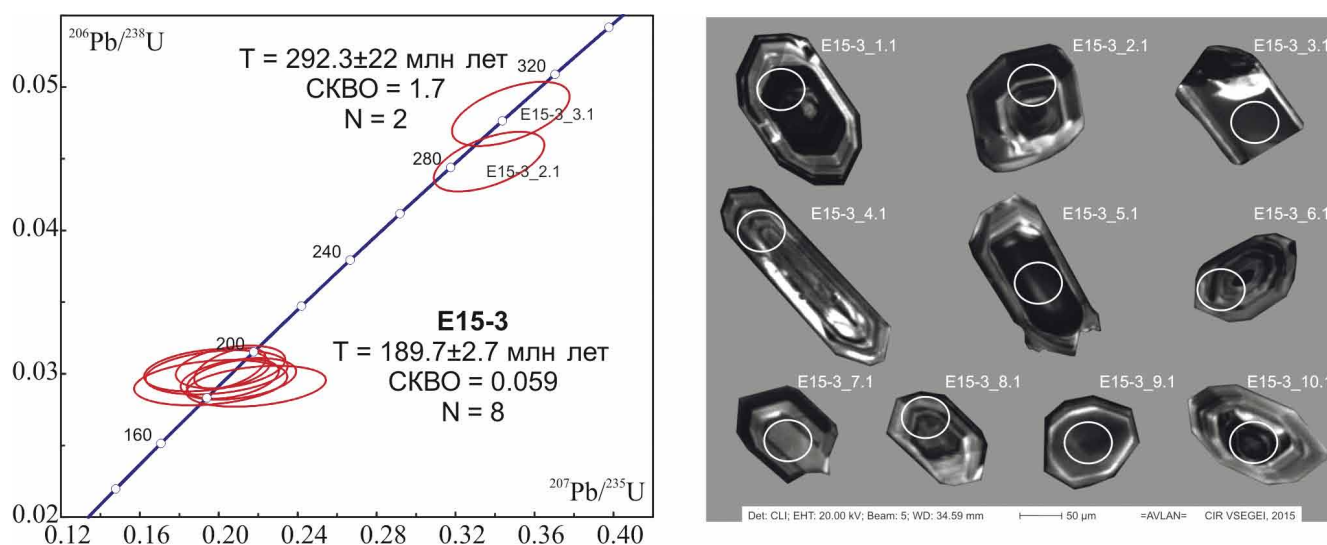 ²⁰⁶Pb/²³⁸U
T = 292.3±22 млн лет
СКВО = 1.7
N = 2
320
0.05
E15-3_3.1
280
E15-3_2.1
0.04
240
E15-3
T = 189.7±2.7 млн лет
СКВО = 0.059
N = 8
200
0.03
160
²⁰⁷Pb/²³⁵U
0.02
0.12 0.16 0.20 0.24 0.28 0.32 0.36 0.40
E15-3_1.1 E15-3_2.1 E15-3_3.1
E15-3_4.1 E15-3_5.1 E15-3_6.1
E15-3_7.1 E15-3_8.1 E15-3_9.1 E15-3_10.1
Det: CLI; EHT: 20.00 kV; Beam: 5; WD: 34.59 mm 50 μm =AVLAN= CIR VSEGEI, 2015